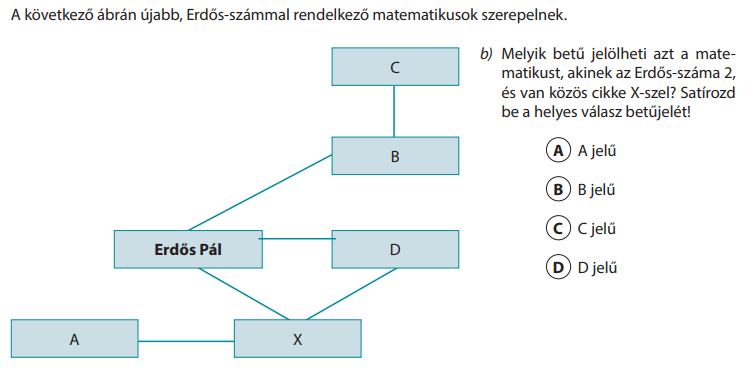 A következő ábrán újabb, Erdős-számmal rendelkező matematikusok szerepelnek.
C
B
Erdős Pál
D
A
X
b) Melyik betű jelölheti azt a mate-
matikust, akinek az Erdős-száma 2,
és van közös cikke X-szel? Satírozd
be a helyes válasz betűjelét!
A A jelű
B B jelű
C C jelű
D D jelű